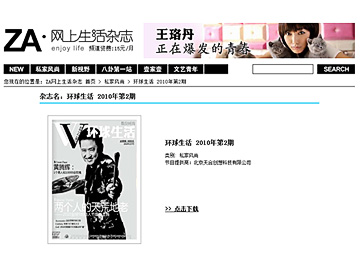 ZA·网上生活杂志
enjoy life 频道资费:15元/月
王珞丹
正在爆发的青春
NEW 私家风尚 新视野 八卦第一站 壹家壹 文艺青年 SEARCH
您现在的位置是: ZA网上生活杂志 首页 > 私家风尚 > 环球生活 2010年第2期
杂志名: 环球生活 2010年第2期
环球生活 2010年第2期
类别: 私家风尚
节目提供商: 北京天合创想科技有限公司
>> 点击下载
环球生活
黄腾辉:
两个人的天荒地老